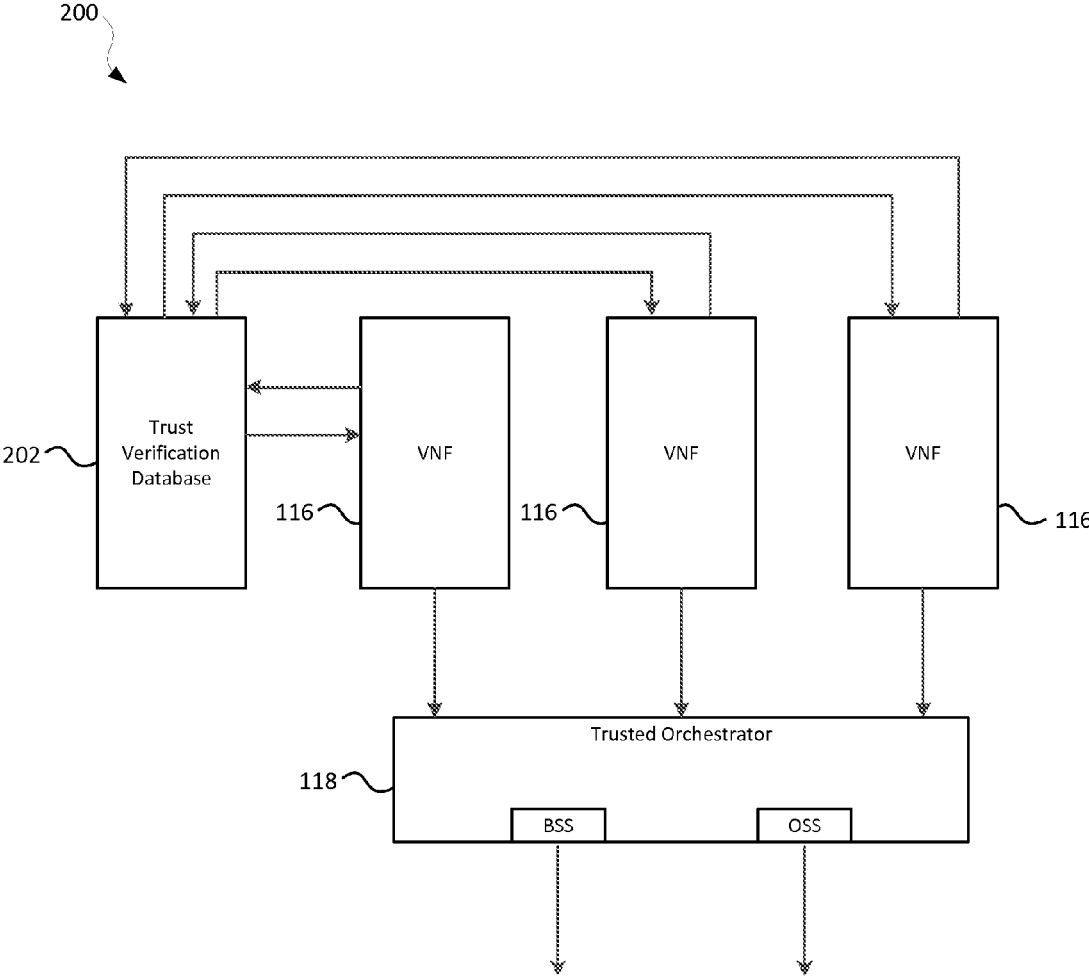 200
Trust
Verification
Database
VNF
VNF
VNF
202
116
116
116
Trusted Orchestrator
118
BSS
OSS